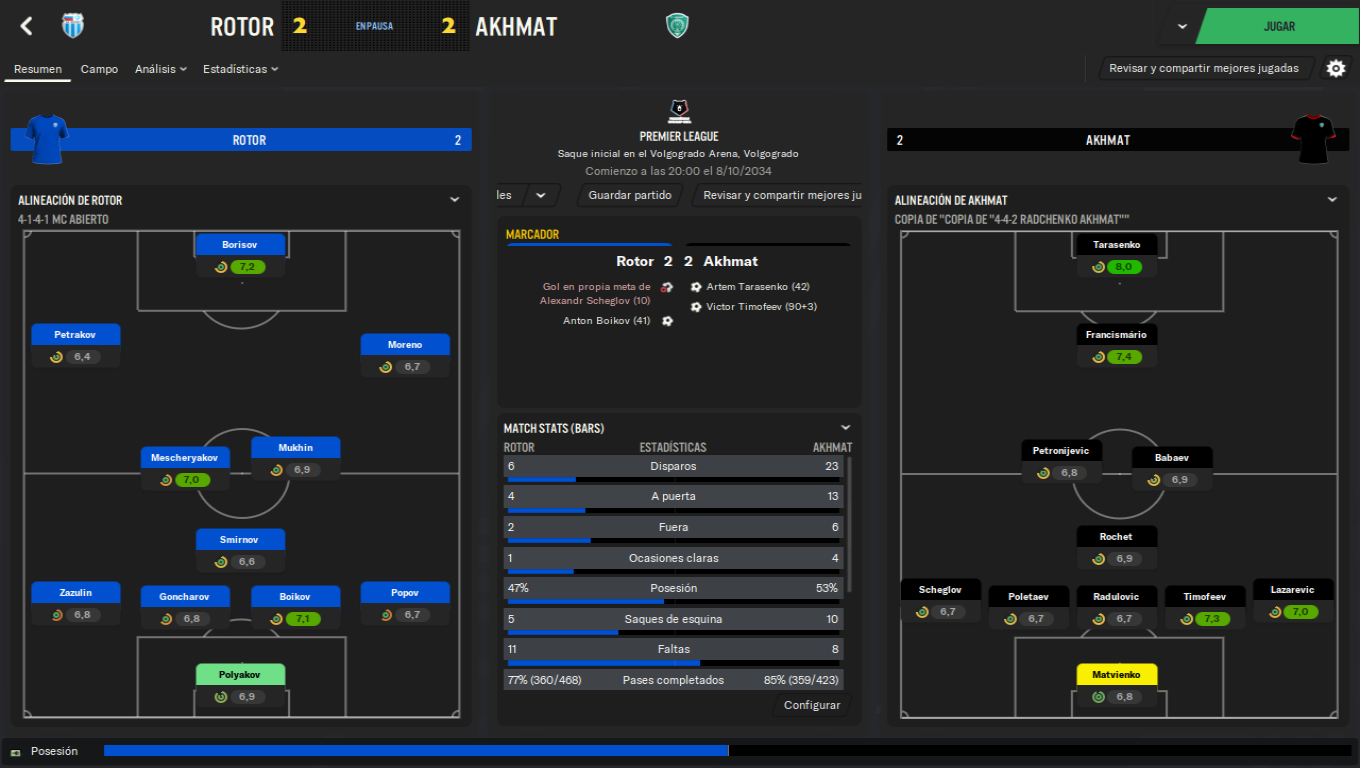 ROTOR 2 EN PAUSA 2 AKHMAT
JUGAR
Resumen Campo Análisis Estadísticas
Revisar y compartir mejores jugadas
ROTOR 2
PREMIER LEAGUE
Saque inicial en el Volgogrado Arena, Volgogrado
Comienzo a las 20:00 el 8/10/2034
les Guardar partido Revisar y compartir mejores ju
2 AKHMAT
ALINEACIÓN DE ROTOR
4-1-4-1 MC ABIERTO
Borisov
7,2
Petrakov
6,4
Moreno
6,7
Mescheryakov
7,0
Mukhin
6,9
Smirnov
6,6
Zazulin
6,8
Goncharov
6,8
Boikov
7,1
Popov
6,7
Polyakov
6,9
MARCADOR
Rotor 2 2 Akhmat
Gol en propia meta de
Alexandr Scheglov (10)
Anton Boikov (41)
Artem Tarasenko (42)
Victor Timofeev (90+3)
MATCH STATS (BARS)
ROTOR ESTADÍSTICAS AKHMAT
6 Disparos 23
4 A puerta 13
2 Fuera 6
1 Ocasiones claras 4
47% Posesión 53%
5 Saques de esquina 10
11 Faltas 8
77% (360/468) Pases completados 85% (359/423)
Configurar
ALINEACIÓN DE AKHMAT
COPIA DE "COPIA DE "4-4-2 RADCHENKO AKHMAT""
Tarasenko
8,0
Francismário
7,4
Petronijevic
6,8
Babaev
6,9
Rochet
6,9
Scheglov
6,7
Poletaev
6,7
Radulovic
6,7
Timofeev
7,3
Lazarevic
7,0
Matvienko
6,8
Posesión